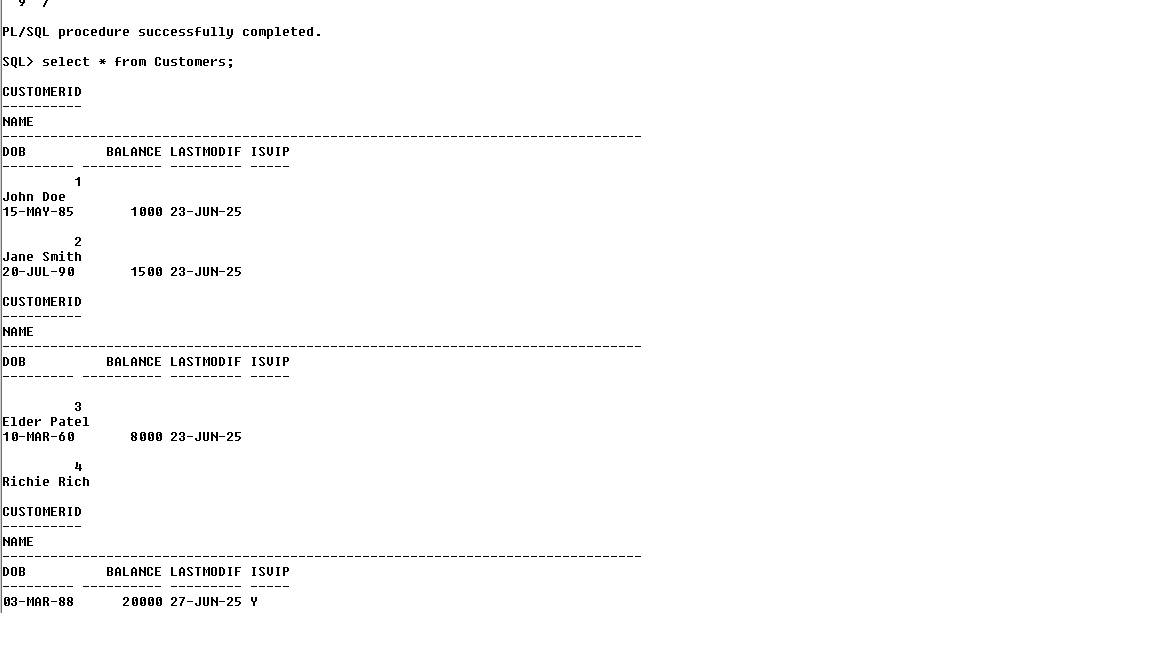 9  /
PL/SQL procedure successfully completed.
SQL> select * from Customers;
CUSTOMERID
----------
NAME
--------------------------------------------------------------------------------
DOB          BALANCE LASTMODIF ISVIP
--------- ---------- --------- -----
         1
John Doe
15-MAY-85       1000 23-JUN-25
         2
Jane Smith
20-JUL-90       1500 23-JUN-25
CUSTOMERID
----------
NAME
--------------------------------------------------------------------------------
DOB          BALANCE LASTMODIF ISVIP
--------- ---------- --------- -----
         3
Elder Patel
10-MAR-60       8000 23-JUN-25
         4
Richie Rich
CUSTOMERID
----------
NAME
--------------------------------------------------------------------------------
DOB          BALANCE LASTMODIF ISVIP
--------- ---------- --------- -----
03-MAR-88      20000 27-JUN-25 Y